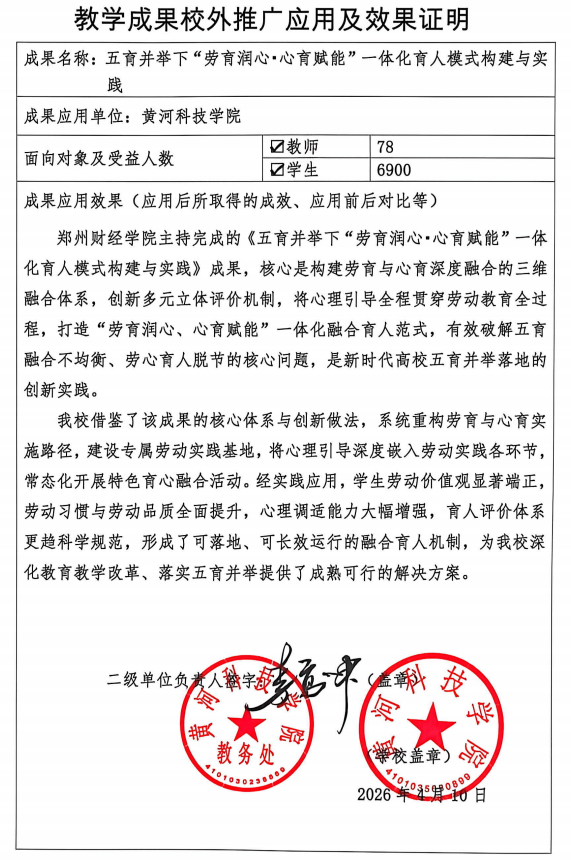 教学成果校外推广应用及效果证明
成果名称：五育并举下“劳育润心·心育赋能”一体化育人模式构建与实
践
成果应用单位：黄河科技学院
面向对象及受益人数
☑教师 78
☑学生 6900
成果应用效果（应用后所取得的成效、应用前后对比等）
郑州财经学院主持完成的《五育并举下“劳育润心·心育赋能”一体
化育人模式构建与实践》成果，核心是构建劳育与心育深度融合的三维
融合体系，创新多元立体评价机制，将心理引导全程贯穿劳动教育全过
程，打造“劳育润心、心育赋能”一体化融合育人范式，有效破解五育
融合不均衡、劳心育人脱节的核心问题，是新时代高校五育并举落地的
创新实践。
我校借鉴了该成果的核心体系与创新做法，系统重构劳育与心育实
施路径，建设专属劳动实践基地，将心理引导深度嵌入劳动实践各环节，
常态化开展特色育心融合活动。经实践应用，学生劳动价值观显著端正，
劳动习惯与劳动品质全面提升，心理调适能力大幅增强，育人评价体系
更趋科学规范，形成了可落地、可长效运行的融合育人机制，为我校深
化教育教学改革、落实五育并举提供了成熟可行的解决方案。
二级单位负责人签字： （盖章）
黄河科技学院
教务处
黄河科技学院
（学校盖章）
2026 年 4 月 10 日